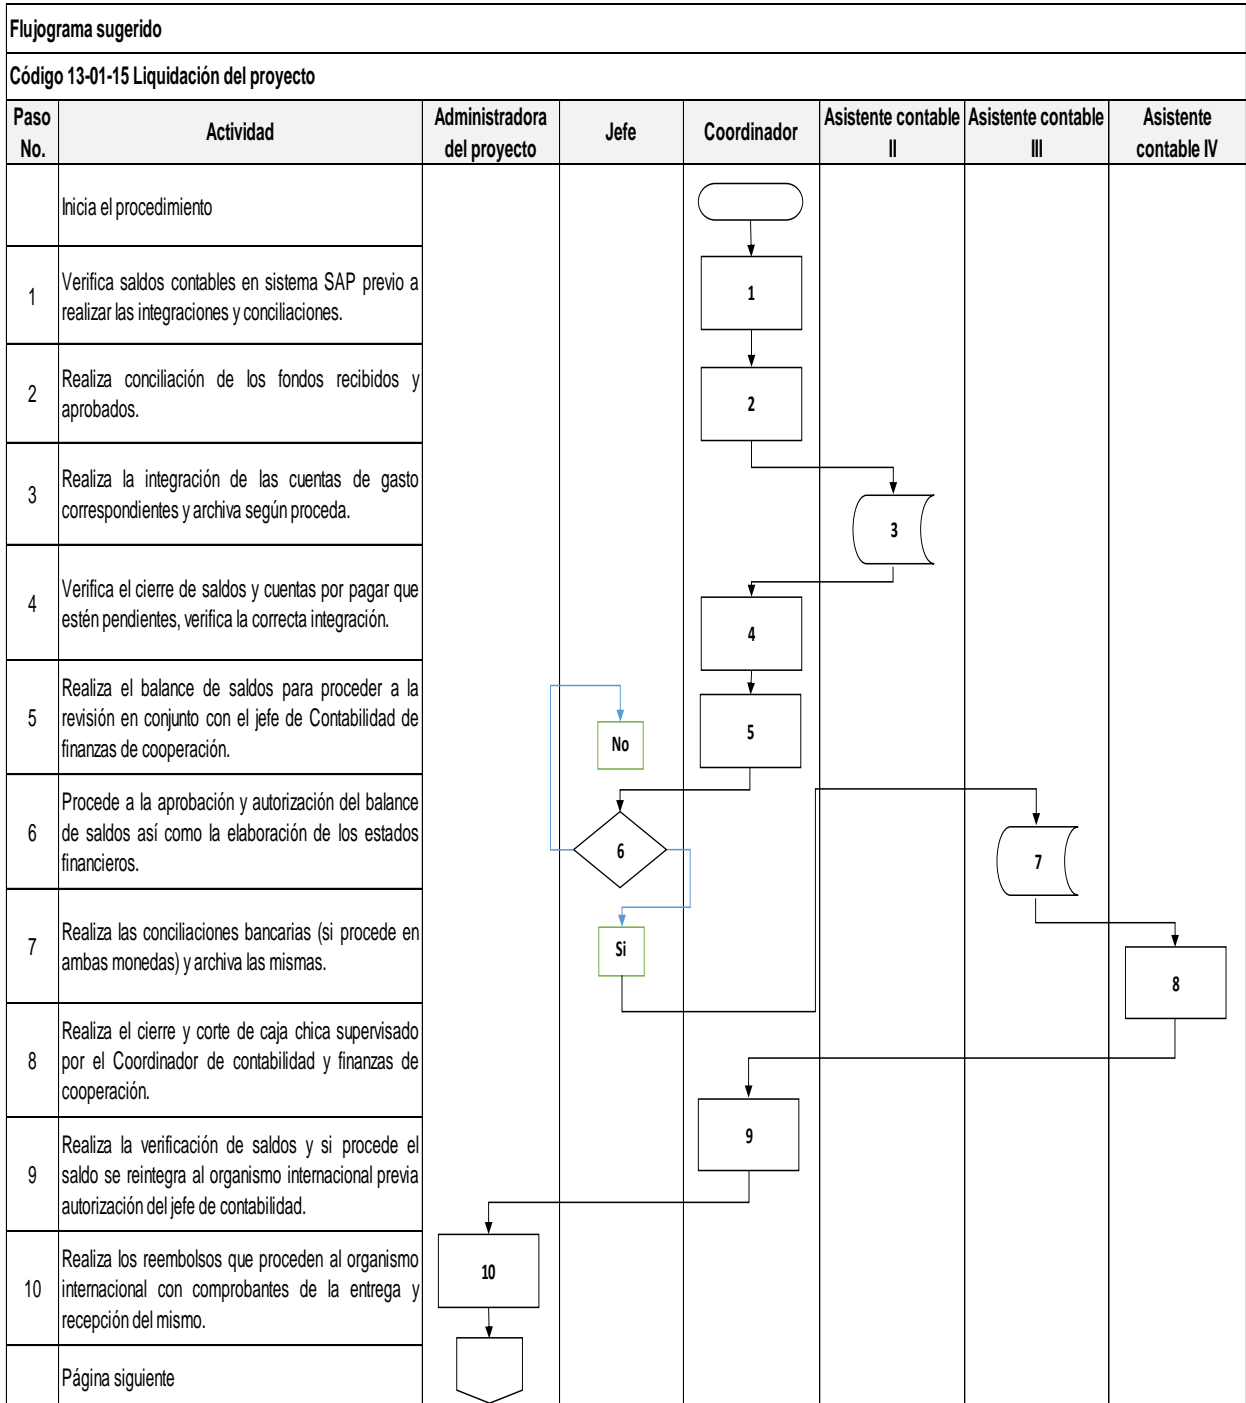 Flujograma sugerido
Código 13-01-15 Liquidación del proyecto
Paso No.
Actividad
Administradora del proyecto
Jefe
Coordinador
Asistente contable II
Asistente contable III
Asistente contable IV
Inicia el procedimiento
1
Verifica saldos contables en sistema SAP previo a
realizar las integraciones y conciliaciones.
1
2
Realiza conciliación de los fondos recibidos y
aprobados.
2
3
Realiza la integración de las cuentas de gasto
correspondientes y archiva según proceda.
3
4
Verifica el cierre de saldos y cuentas por pagar que
estén pendientes, verifica la correcta integración.
4
5
Realiza el balance de saldos para proceder a la
revisión en conjunto con el jefe de Contabilidad de
finanzas de cooperación.
No
5
6
Procede a la aprobación y autorización del balance
de saldos así como la elaboración de los estados
financieros.
6
7
7
Realiza las conciliaciones bancarias (si procede en
ambas monedas) y archiva las mismas.
Si
8
8
Realiza el cierre y corte de caja chica supervisado
por el Coordinador de contabilidad y finanzas de
cooperación.
9
9
Realiza la verificación de saldos y si procede el
saldo se reintegra al organismo internacional previa
autorización del jefe de contabilidad.
10
Realiza los reembolsos que proceden al organismo
internacional con comprobantes de la entrega y
recepción del mismo.
10
Página siguiente